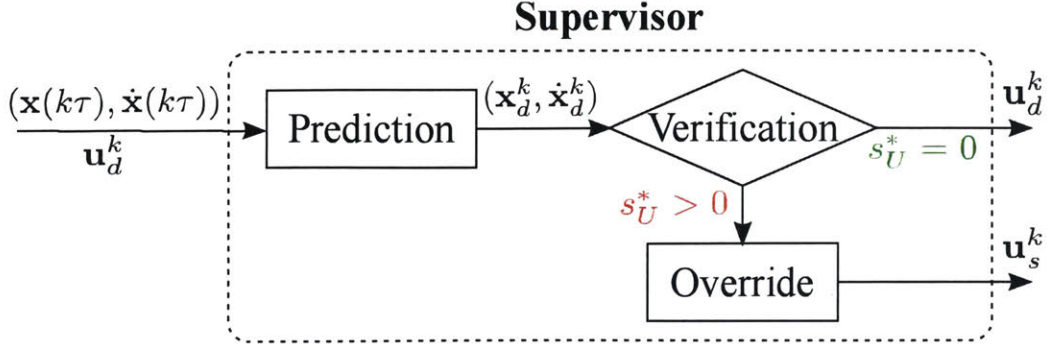 Supervisor
(𝐱(kτ), 𝐱̇(kτ))
𝐮_d^k
Prediction
(𝐱_d^k, 𝐱̇_d^k)
Verification
𝐮_d^k
s_U^* = 0
s_U^* > 0
Override
𝐮_s^k